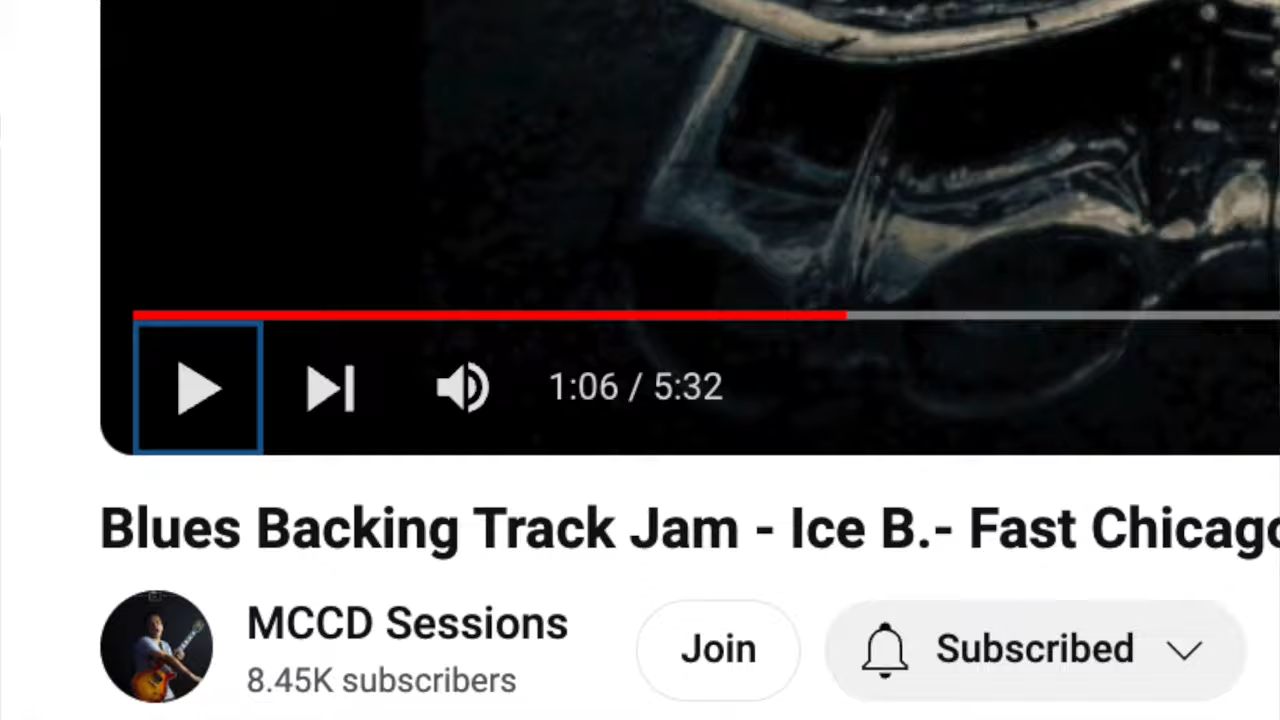 1:06 / 5:32
Blues Backing Track Jam - Ice B.- Fast Chicago
MCCD Sessions
8.45K subscribers
Join
Subscribed